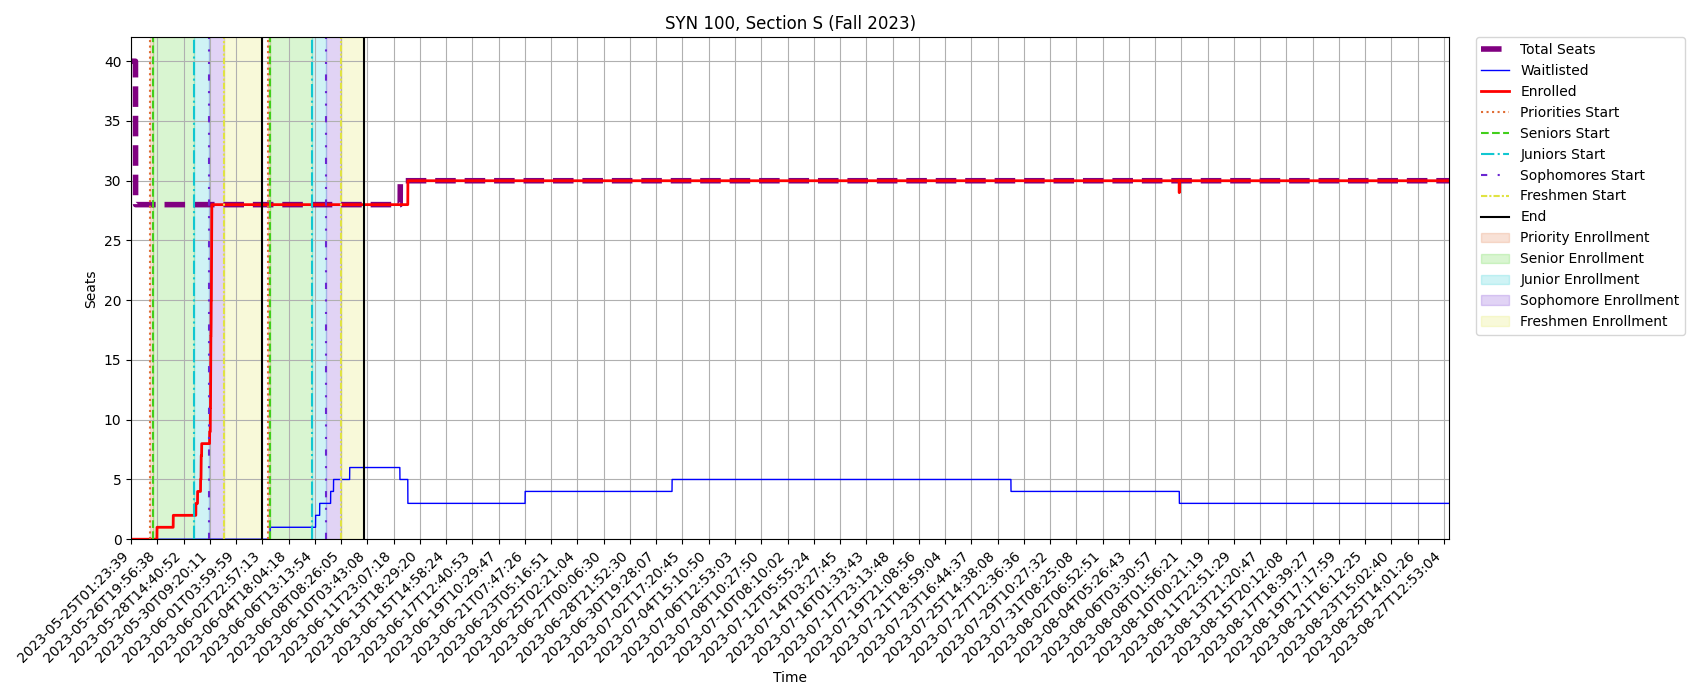 SYN 100, Section S (Fall 2023)
40
35
30
25
20
15
10
5
0
Seats
2023-05-25T01:23:39
2023-05-26T19:56:38
2023-05-28T14:40:52
2023-05-30T09:20:11
2023-06-01T03:59:59
2023-06-02T22:57:13
2023-06-04T18:04:18
2023-06-06T13:13:54
2023-06-08T08:26:05
2023-06-10T03:43:08
2023-06-11T23:07:18
2023-06-13T18:29:20
2023-06-15T14:58:24
2023-06-17T12:40:53
2023-06-19T10:29:47
2023-06-21T07:47:26
2023-06-23T05:16:51
2023-06-25T02:21:04
2023-06-27T00:06:30
2023-06-28T21:52:30
2023-06-30T19:28:07
2023-07-02T17:20:45
2023-07-04T15:10:50
2023-07-06T12:53:03
2023-07-08T10:27:50
2023-07-10T08:10:02
2023-07-12T05:55:24
2023-07-14T03:27:45
2023-07-16T01:33:43
2023-07-17T23:13:48
2023-07-19T21:08:56
2023-07-21T18:59:04
2023-07-23T16:44:37
2023-07-25T14:38:08
2023-07-27T12:36:36
2023-07-29T10:27:32
2023-07-31T08:25:08
2023-08-02T06:52:51
2023-08-04T05:26:43
2023-08-06T03:30:57
2023-08-08T01:56:21
2023-08-10T00:21:19
2023-08-11T22:51:29
2023-08-13T21:20:47
2023-08-15T20:12:08
2023-08-17T18:39:27
2023-08-19T17:17:59
2023-08-21T16:12:25
2023-08-23T15:02:40
2023-08-25T14:01:26
2023-08-27T12:53:04
Time
Total Seats
Waitlisted
Enrolled
Priorities Start
Seniors Start
Juniors Start
Sophomores Start
Freshmen Start
End
Priority Enrollment
Senior Enrollment
Junior Enrollment
Sophomore Enrollment
Freshmen Enrollment